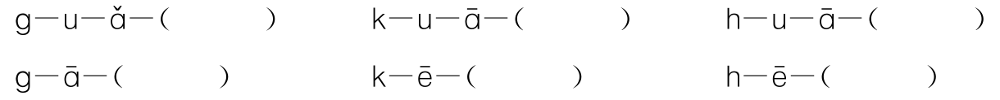 g—u—ǎ—(　　) k—u—ā—(　　) h—u—ā—(　　)
g—ā—(　　) k—ē—(　　) h—ē—(　　)